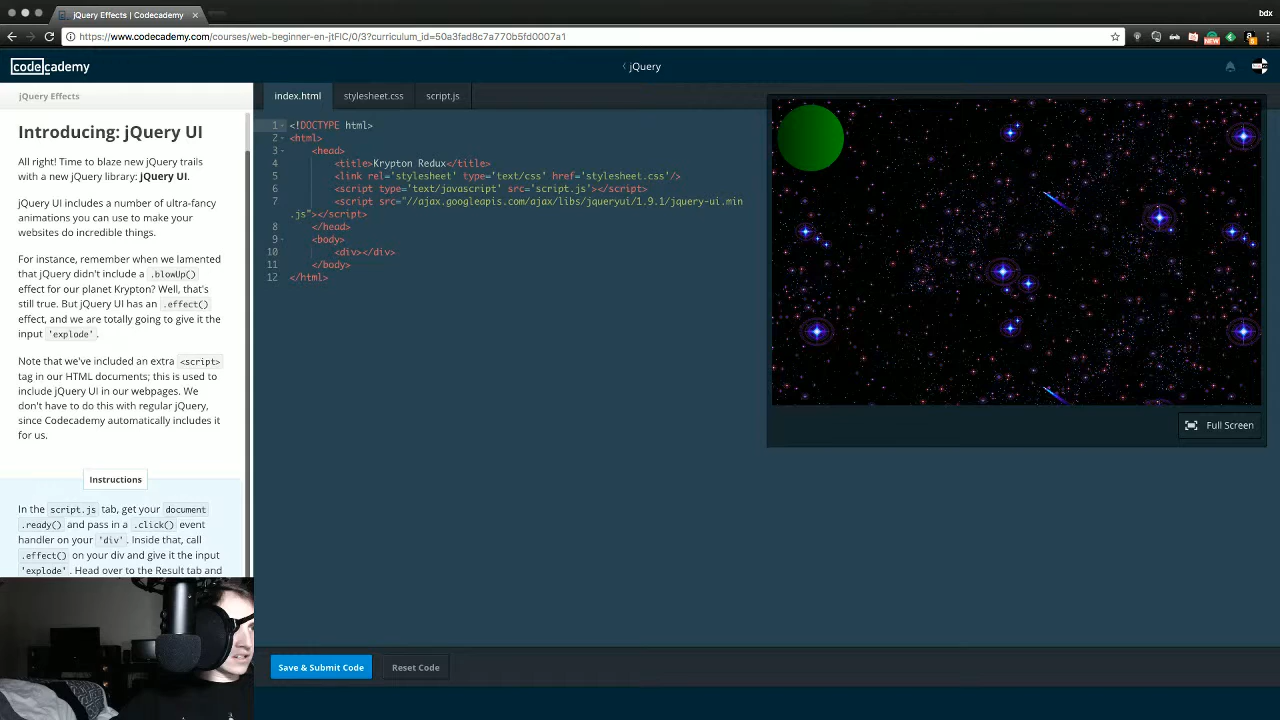 jQuery Effects | Codecademy
bdx
https://www.codecademy.com/courses/web-beginner-en-jtFIC/0/3?curriculum_id=50a3fad8c7a770b5fd0007a1
NEW
codecademy
jQuery
jQuery Effects
index.html
stylesheet.css
script.js
Introducing: jQuery UI
All right! Time to blaze new jQuery trails
with a new jQuery library: jQuery UI.
jQuery UI includes a number of ultra-fancy
animations you can use to make your
websites do incredible things.
For instance, remember when we lamented
that jQuery didn't include a .blowUp()
effect for our planet Krypton? Well, that's
still true. But jQuery UI has an .effect()
effect, and we are totally going to give it the
input 'explode'.
Note that we've included an extra <script>
tag in our HTML documents; this is used to
include jQuery UI in our webpages. We
don't have to do this with regular jQuery,
since Codecademy automatically includes it
for us.
Instructions
In the script.js tab, get your document
.ready() and pass in a .click() event
handler on your 'div'. Inside that, call
.effect() on your div and give it the input
'explode'. Head over to the Result tab and
1 <!DOCTYPE html>
2 <html>
3 <head>
4 <title>Krypton Redux</title>
5 <link rel='stylesheet' type='text/css' href='stylesheet.css'/>
6 <script type='text/javascript' src='script.js'></script>
7 <script src="//ajax.googleapis.com/ajax/libs/jqueryui/1.9.1/jquery-ui.min
.js"></script>
8 </head>
9 <body>
10 <div></div>
11 </body>
12 </html>
Full Screen
Save & Submit Code
Reset Code